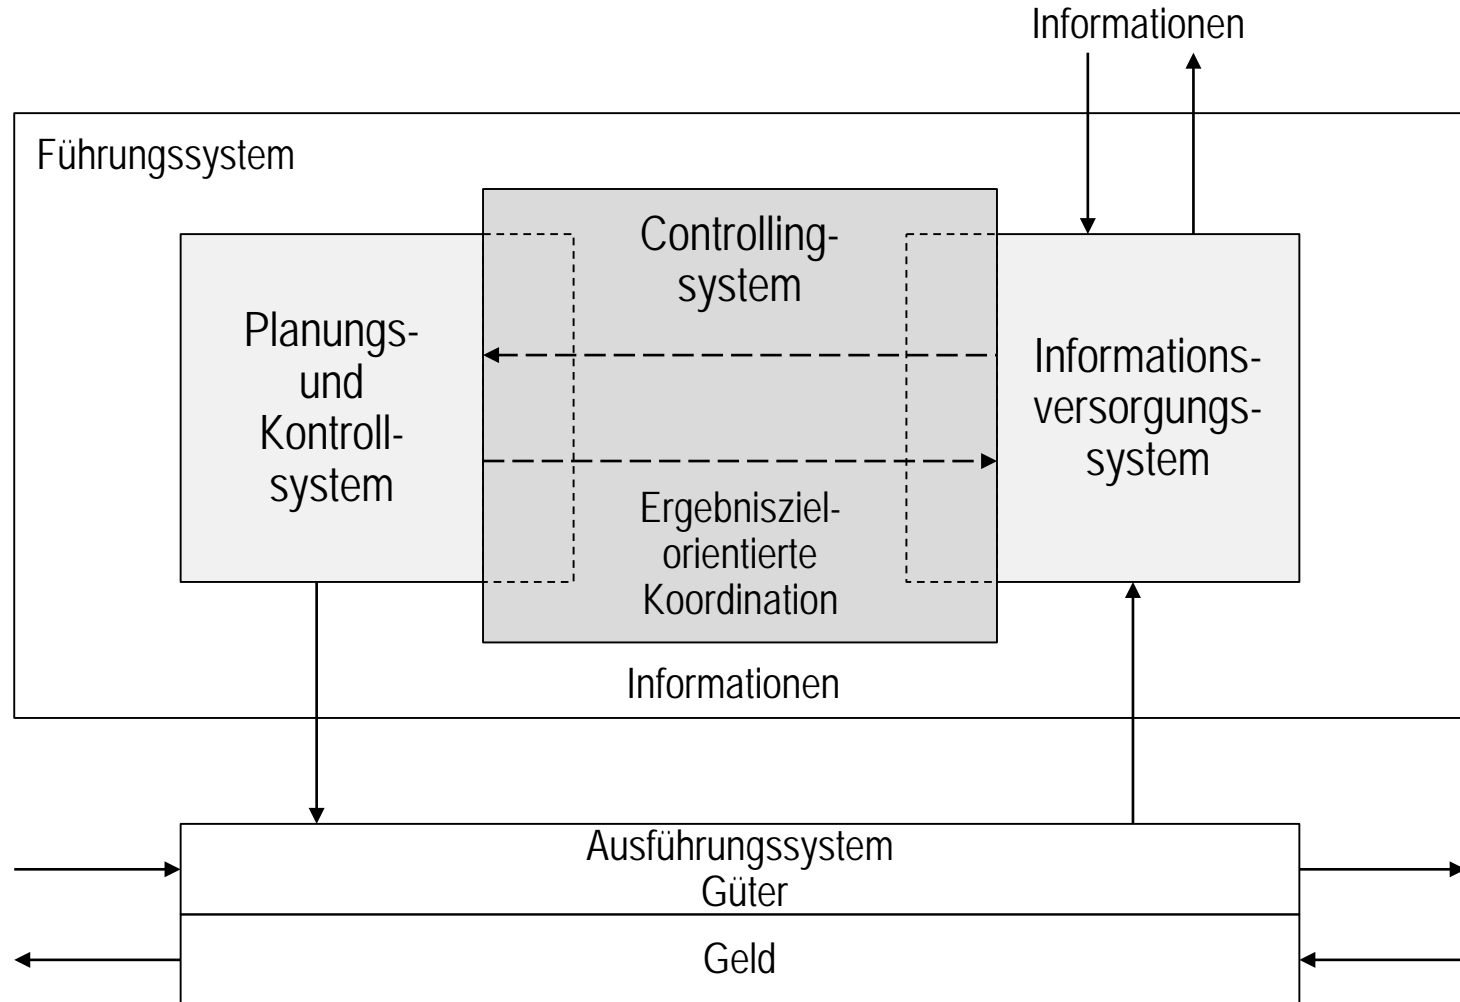 Informationen
Führungssystem
Controlling-
system
Planungs-
und
Kontroll-
system
Informations-
versorgungs-
system
Ergebnisziel-
orientierte
Koordination
Informationen
Ausführungssystem
Güter
Geld